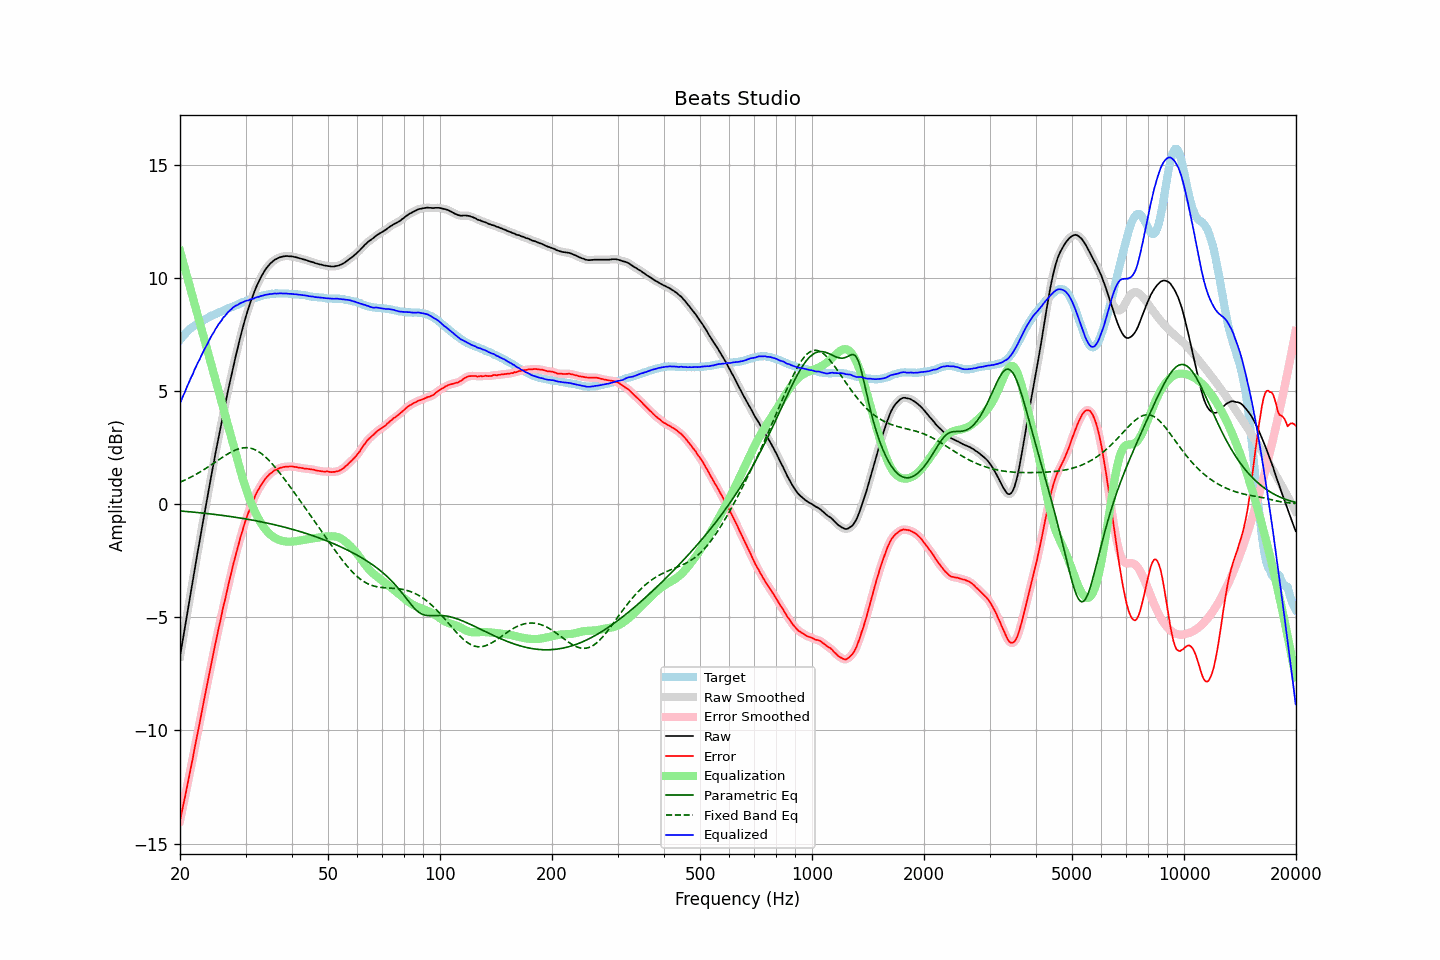 Beats Studio
Amplitude (dBr)
15
10
5
0
−5
−10
−15
Target
Raw Smoothed
Error Smoothed
Raw
Error
Equalization
Parametric Eq
Fixed Band Eq
Equalized
20 50 100 200 500 1000 2000 5000 10000 20000
Frequency (Hz)